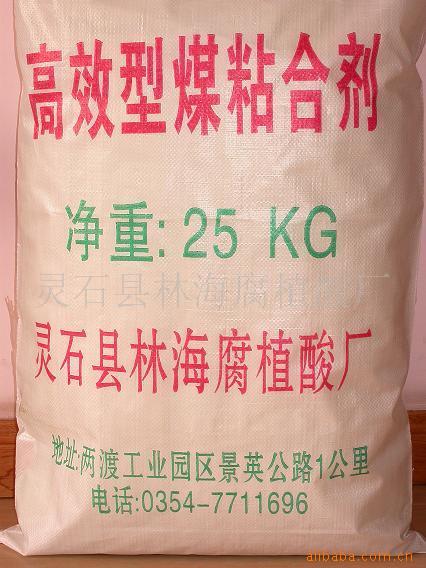 高效型煤粘合剂
净重: 25 KG
灵石县林海腐植酸厂
灵石县林海腐植酸厂
地址:两渡工业园区景英公路1公里
电话:0354-7711696
alibaba.com.cn